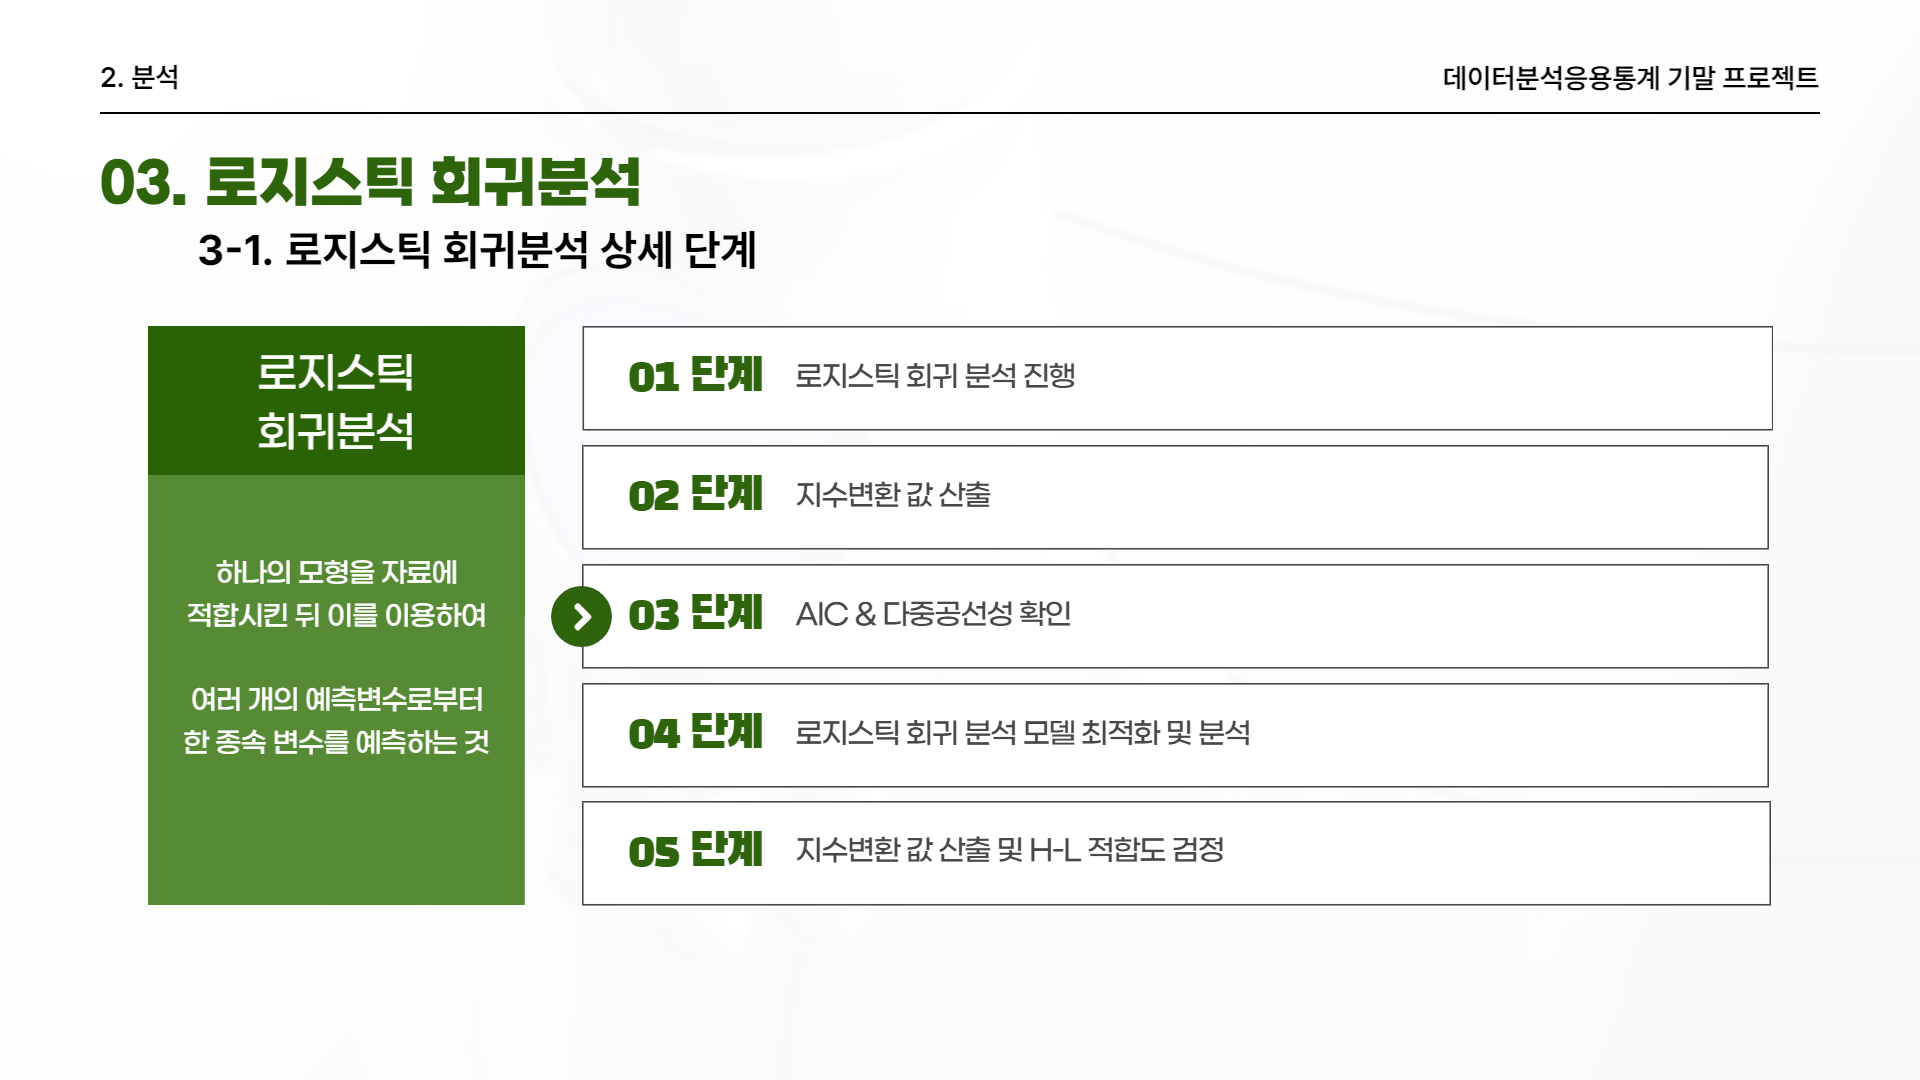 2. 분석
데이터분석응용통계 기말 프로젝트
03. 로지스틱 회귀분석
3-1. 로지스틱 회귀분석 상세 단계
로지스틱
회귀분석
하나의 모형을 자료에
적합시킨 뒤 이를 이용하여
여러 개의 예측변수로부터
한 종속 변수를 예측하는 것
01 단계 로지스틱 회귀 분석 진행
02 단계 지수변환 값 산출
03 단계 AIC & 다중공선성 확인
04 단계 로지스틱 회귀 분석 모델 최적화 및 분석
05 단계 지수변환 값 산출 및 H-L 적합도 검정